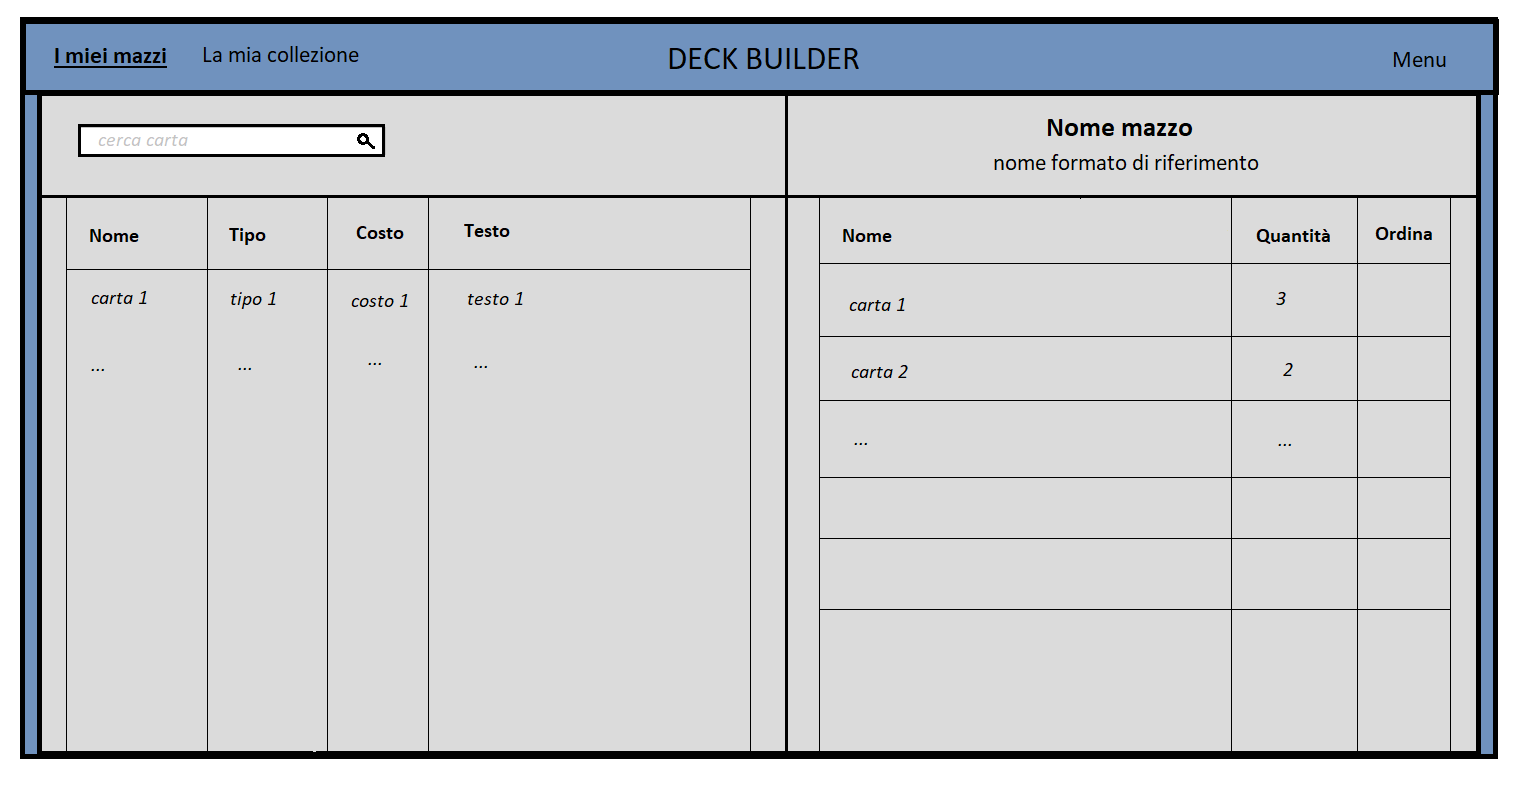 I miei mazzi La mia collezione DECK BUILDER Menu
cerca carta
Nome mazzo
nome formato di riferimento
Nome Tipo Costo Testo
carta 1 tipo 1 costo 1 testo 1
... ... ... ...
Nome Quantità Ordina
carta 1 3
carta 2 2
... ...